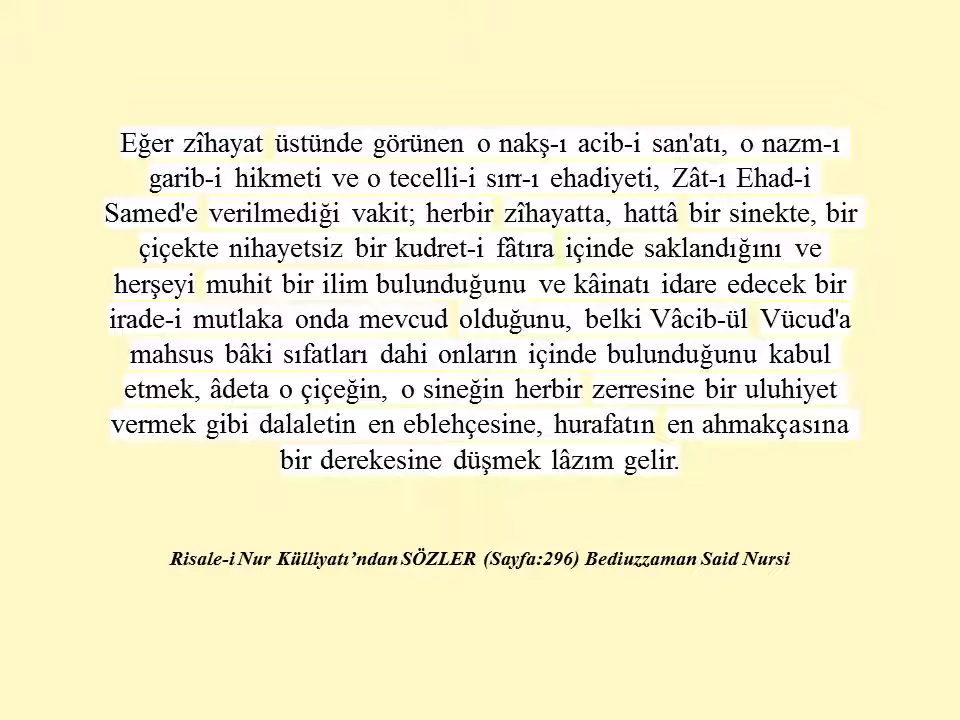 Eğer zîhayat üstünde görünen o nakş-ı acib-i san'atı, o nazm-ı
garib-i hikmeti ve o tecelli-i sırr-ı ehadiyeti, Zât-ı Ehad-i
Samed'e verilmediği vakit; herbir zîhayatta, hattâ bir sinekte, bir
çiçekte nihayetsiz bir kudret-i fâtıra içinde saklandığını ve
herşeyi muhit bir ilim bulunduğunu ve kâinatı idare edecek bir
irade-i mutlaka onda mevcud olduğunu, belki Vâcib-ül Vücud'a
mahsus bâki sıfatları dahi onların içinde bulunduğunu kabul
etmek, âdeta o çiçeğin, o sineğin herbir zerresine bir uluhiyet
vermek gibi dalaletin en eblehçesine, hurafatın en ahmakçasına
bir derekesine düşmek lâzım gelir.
Risale-i Nur Külliyatı'ndan SÖZLER (Sayfa:296) Bediuzzaman Said Nursi